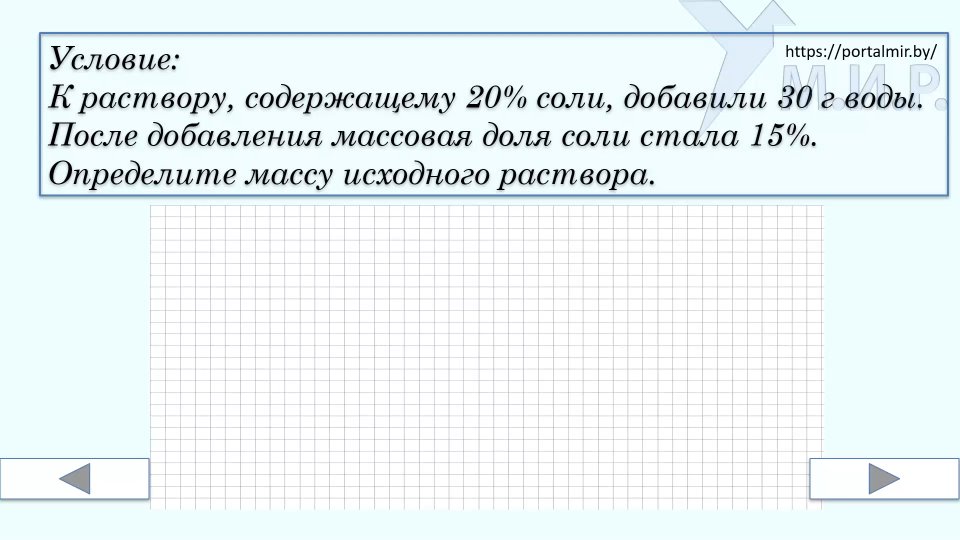 Условие:
https://portalmir.by/
М.И.Р.
К раствору, содержащему 20% соли, добавили 30 г воды.
После добавления массовая доля соли стала 15%.
Определите массу исходного раствора.